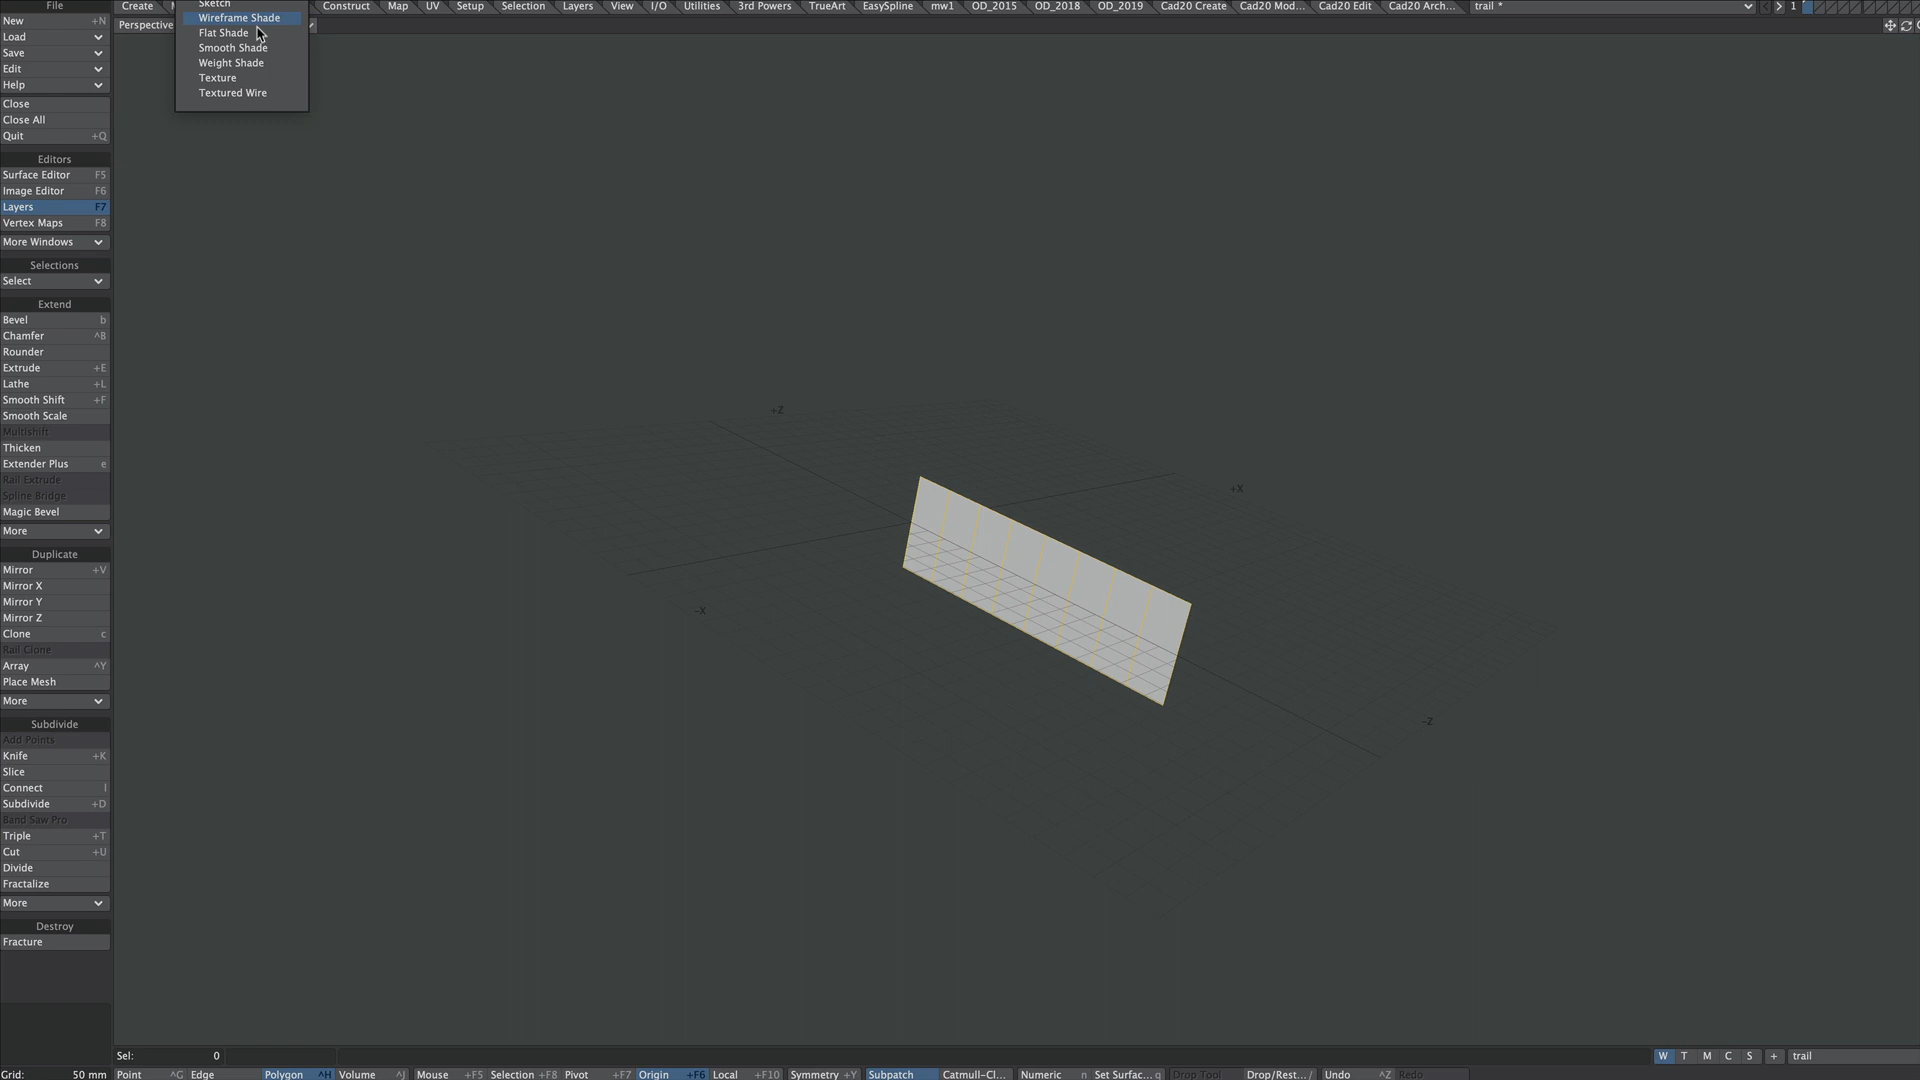 File
New +N
Load
Save
Edit
Help
Close
Close All
Quit +Q
Editors
Surface Editor F5
Image Editor F6
Layers F7
Vertex Maps F8
More Windows
Selections
Select
Extend
Bevel b
Chamfer ^B
Rounder
Extrude +E
Lathe +L
Smooth Shift +F
Smooth Scale
Multishift
Thicken
Extender Plus e
Rail Extrude
Spline Bridge
Magic Bevel
More
Duplicate
Mirror +V
Mirror X
Mirror Y
Mirror Z
Clone c
Rail Clone
Array ^Y
Place Mesh
More
Subdivide
Add Points
Knife +K
Slice
Connect l
Subdivide +D
Band Saw Pro
Triple +T
Cut +U
Divide
Fractalize
More
Destroy
Fracture
Create Construct Map UV Setup Selection Layers View I/O Utilities 3rd Powers TrueArt EasySpline mw1 OD_2015 OD_2018 OD_2019 Cad20 Create Cad20 Mod... Cad20 Edit Cad20 Arch... trail * 1
Perspective
Sketch
Wireframe Shade
Flat Shade
Smooth Shade
Weight Shade
Texture
Textured Wire
+Z
+X
-X
-Z
Sel: 0 W T M C S + trail
Grid: 50 mm Point ^G Edge Polygon ^H Volume ^J Mouse +F5 Selection +F8 Pivot +F7 Origin +F6 Local +F10 Symmetry +Y Subpatch Catmull-Cl... Numeric n Set Surfac... q Drop Tool Drop/Rest... / Undo ^Z Redo